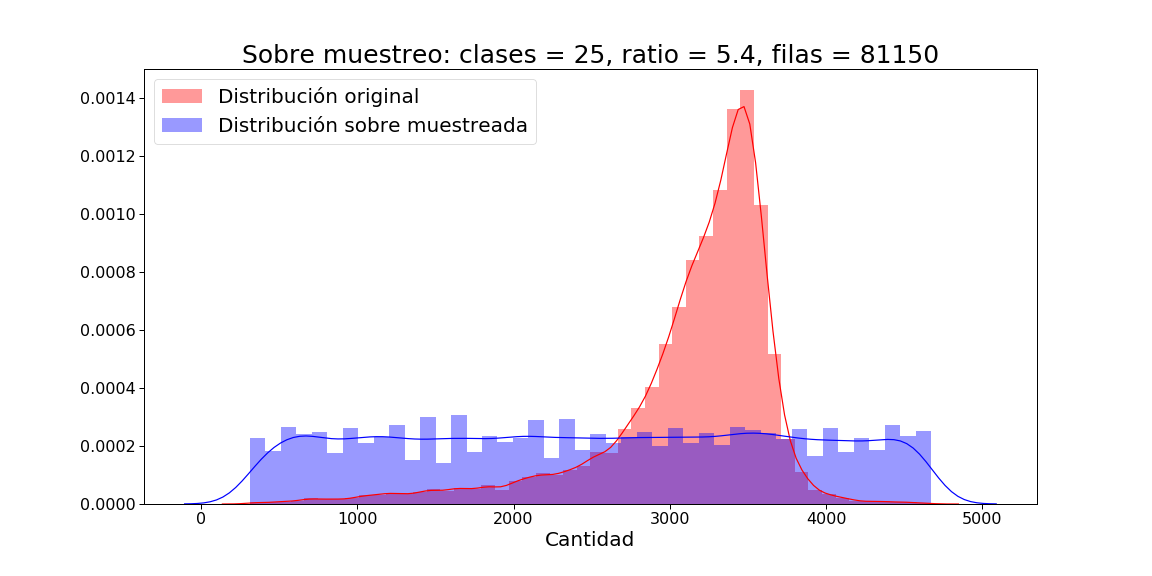 Sobre muestreo: clases = 25, ratio = 5.4, filas = 81150
Distribución original
Distribución sobre muestreada
0.0014
0.0012
0.0010
0.0008
0.0006
0.0004
0.0002
0.0000
0 1000 2000 3000 4000 5000
Cantidad